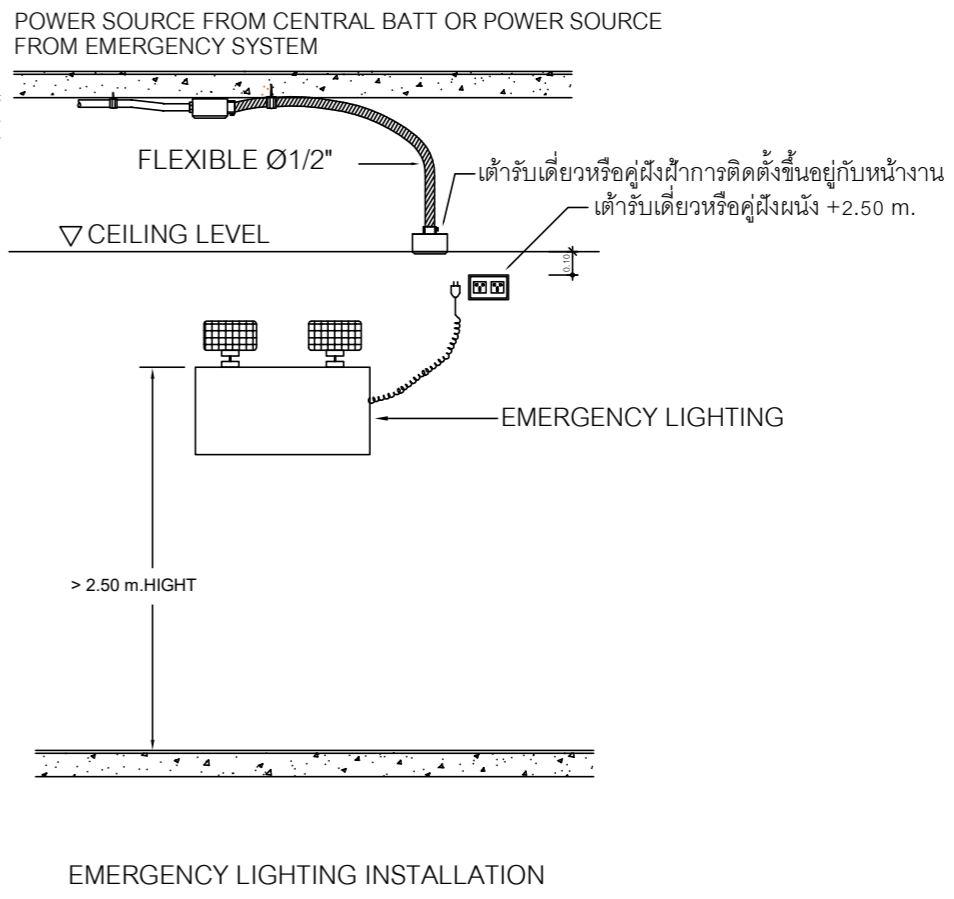 POWER SOURCE FROM CENTRAL BATT OR POWER SOURCE
FROM EMERGENCY SYSTEM
FLEXIBLE Ø1/2"
เต้ารับเดี่ยวหรือคู่ฝังฝ้าการติดตั้งขึ้นอยู่กับหน้างาน
เต้ารับเดี่ยวหรือคู่ฝังผนัง +2.50 m.
CEILING LEVEL
0.10
EMERGENCY LIGHTING
> 2.50 m.HIGHT
EMERGENCY LIGHTING INSTALLATION